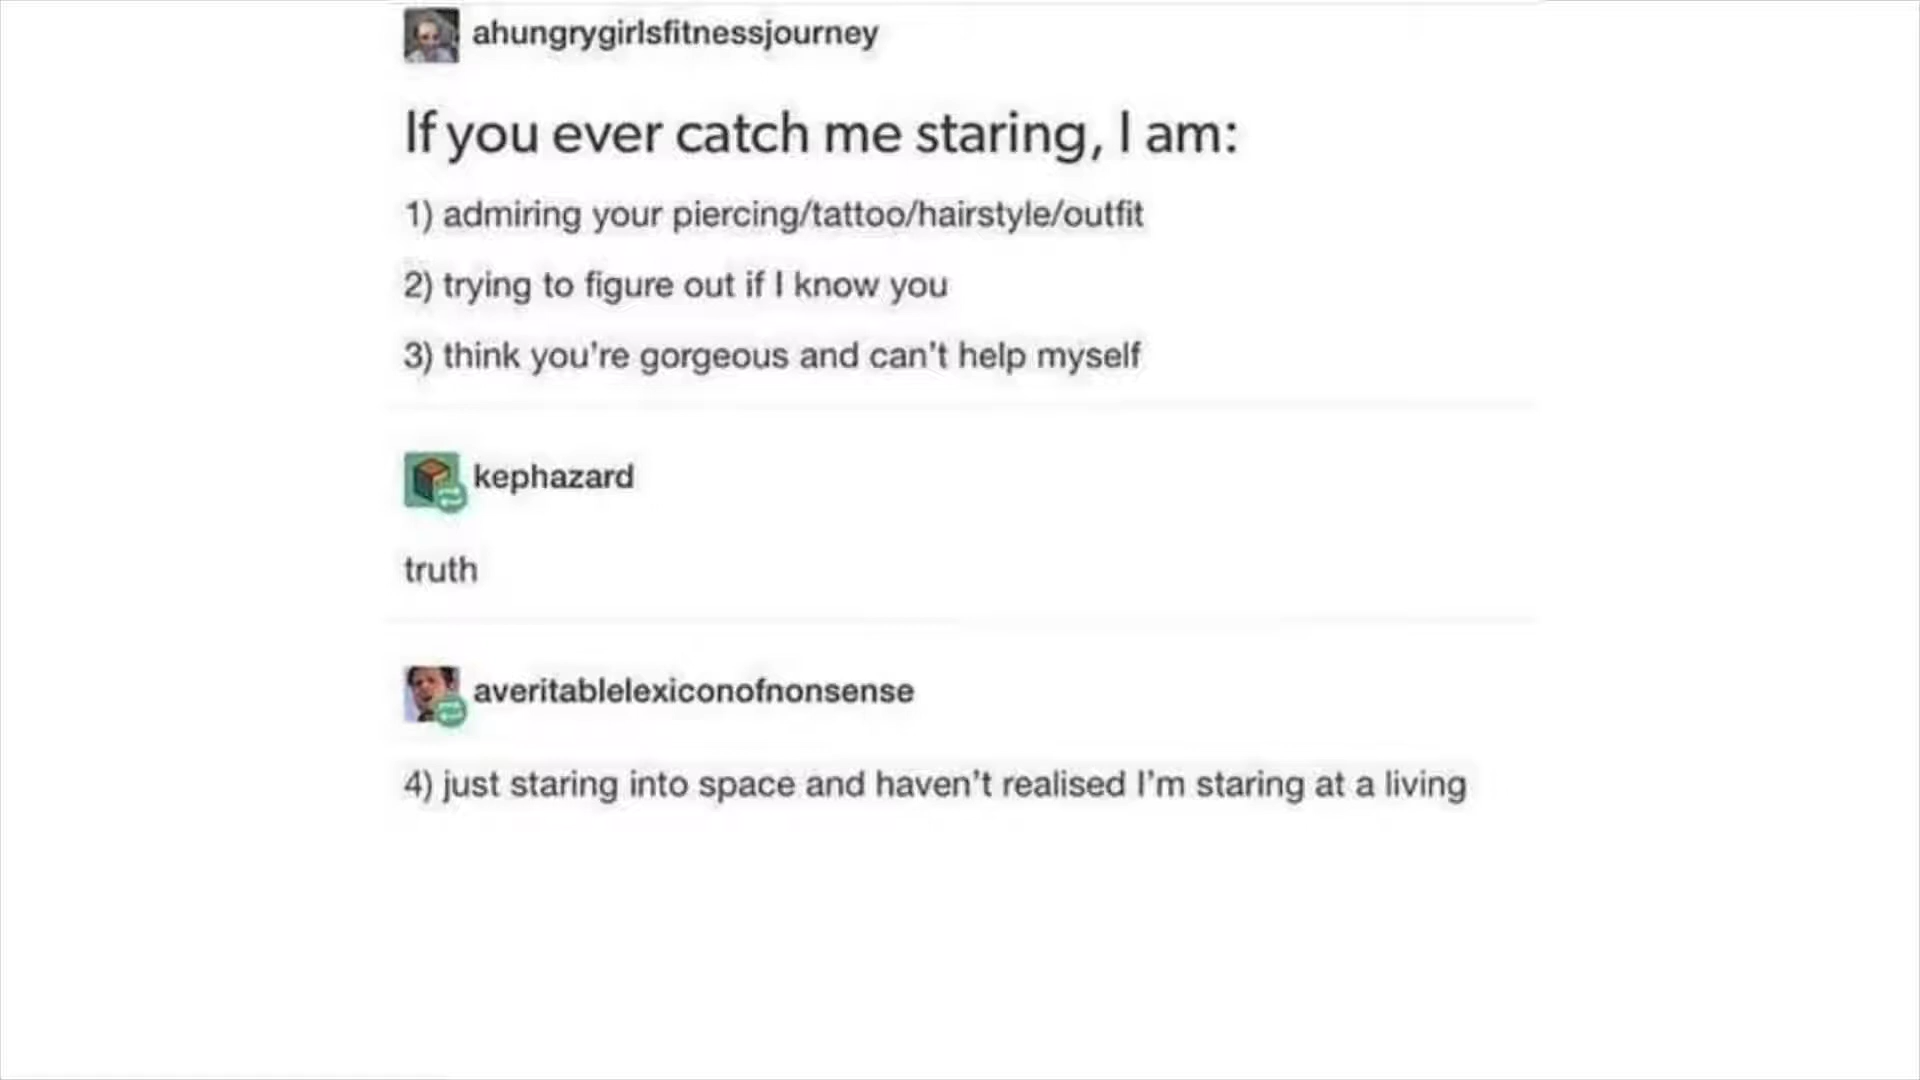 ahungrygirlsfitnessjourney
If you ever catch me staring, I am:
1) admiring your piercing/tattoo/hairstyle/outfit
2) trying to figure out if I know you
3) think you're gorgeous and can't help myself
kephazard
truth
averitablelexiconofnonsense
4) just staring into space and haven't realised I'm staring at a living